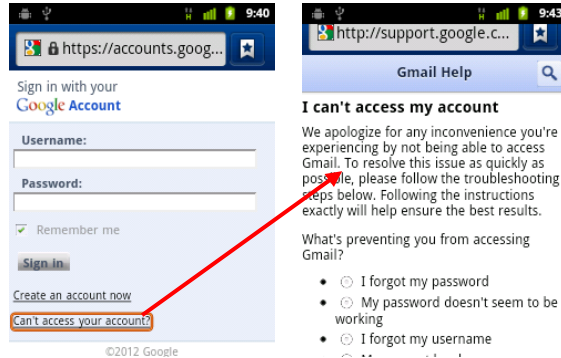 9:40
https://accounts.goog...
Sign in with your
Google Account
Username:
Password:
Remember me
Sign in
Create an account now
Can't access your account?
©2012 Google
9:43
http://support.google.c...
Gmail Help
I can't access my account
We apologize for any inconvenience you're
experiencing by not being able to access
Gmail. To resolve this issue as quickly as
possible, please follow the troubleshooting
steps below. Following the instructions
exactly will help ensure the best results.
What's preventing you from accessing
Gmail?
I forgot my password
My password doesn't seem to be
working
I forgot my username